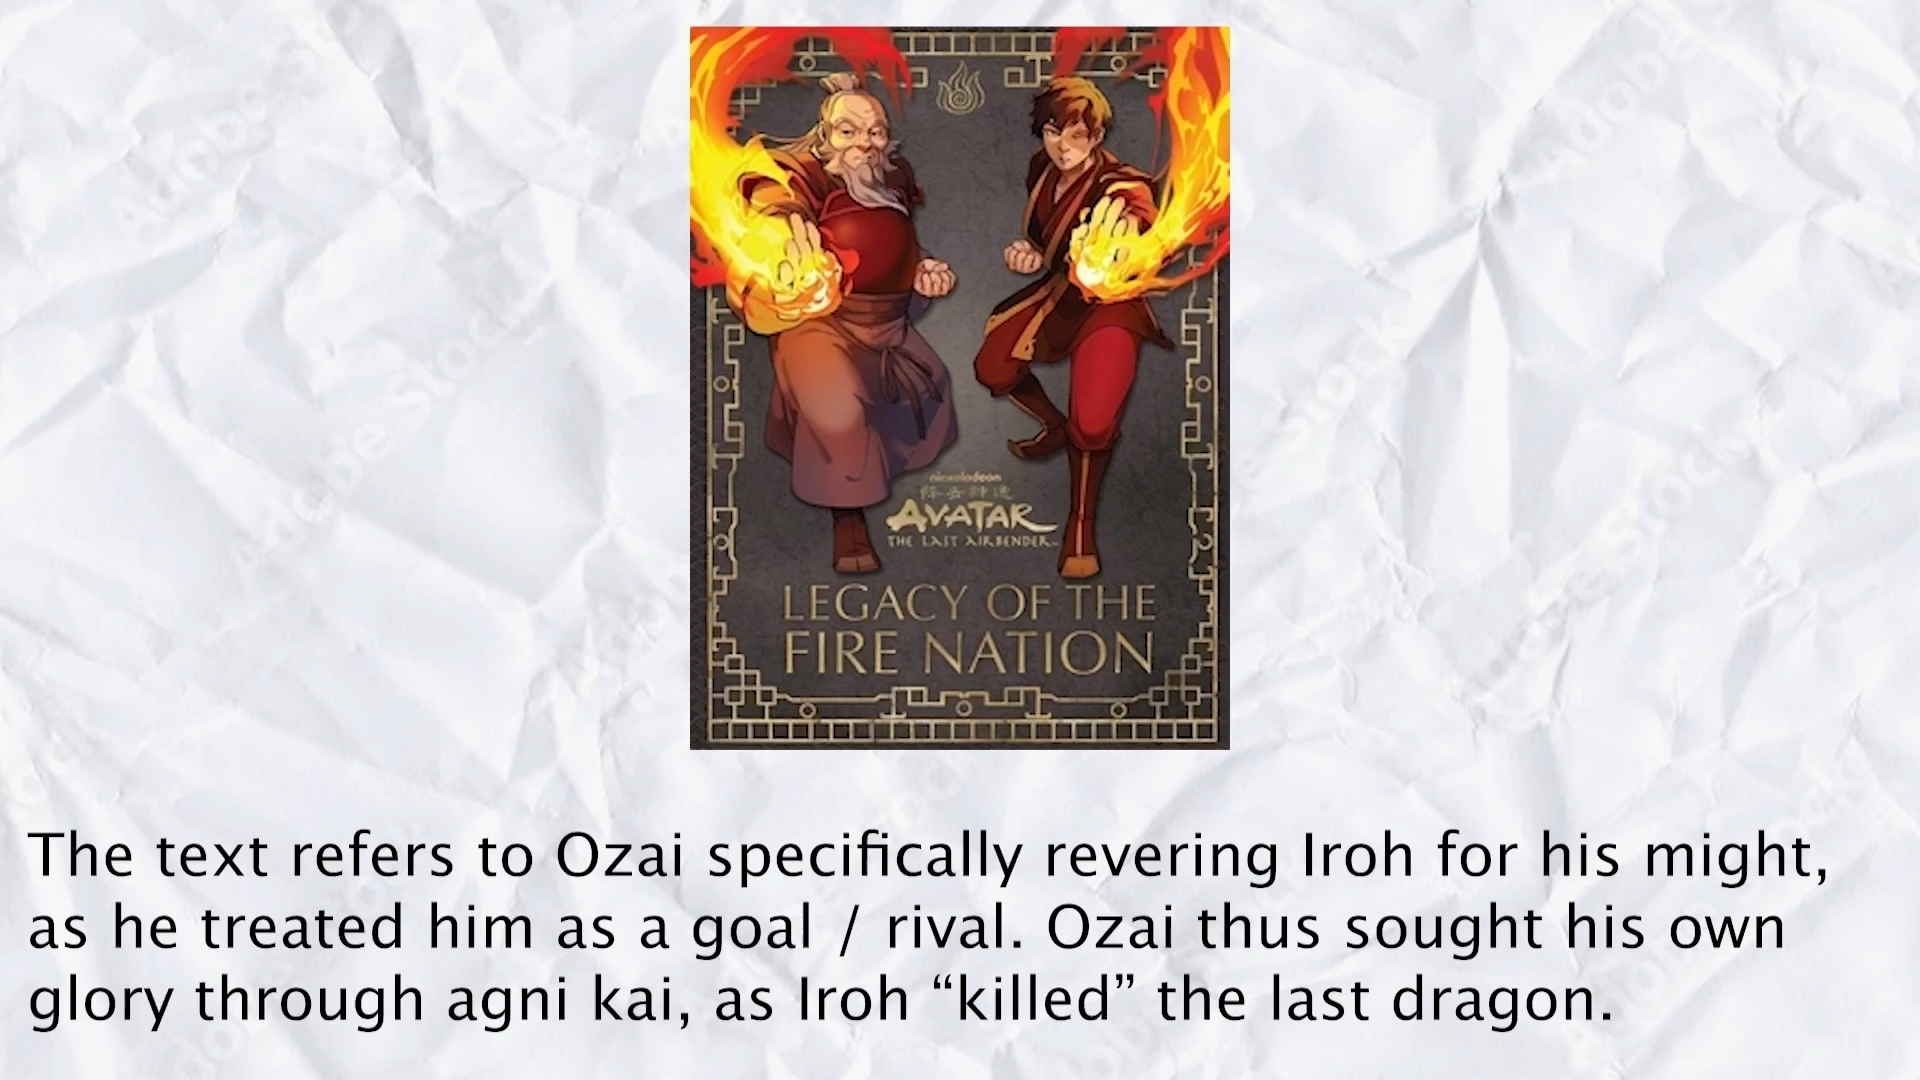 nickelodeon
AVATAR
THE LAST AIRBENDER
LEGACY OF THE
FIRE NATION
The text refers to Ozai specifically revering Iroh for his might,
as he treated him as a goal / rival. Ozai thus sought his own
glory through agni kai, as Iroh “killed” the last dragon.
Adobe Stock